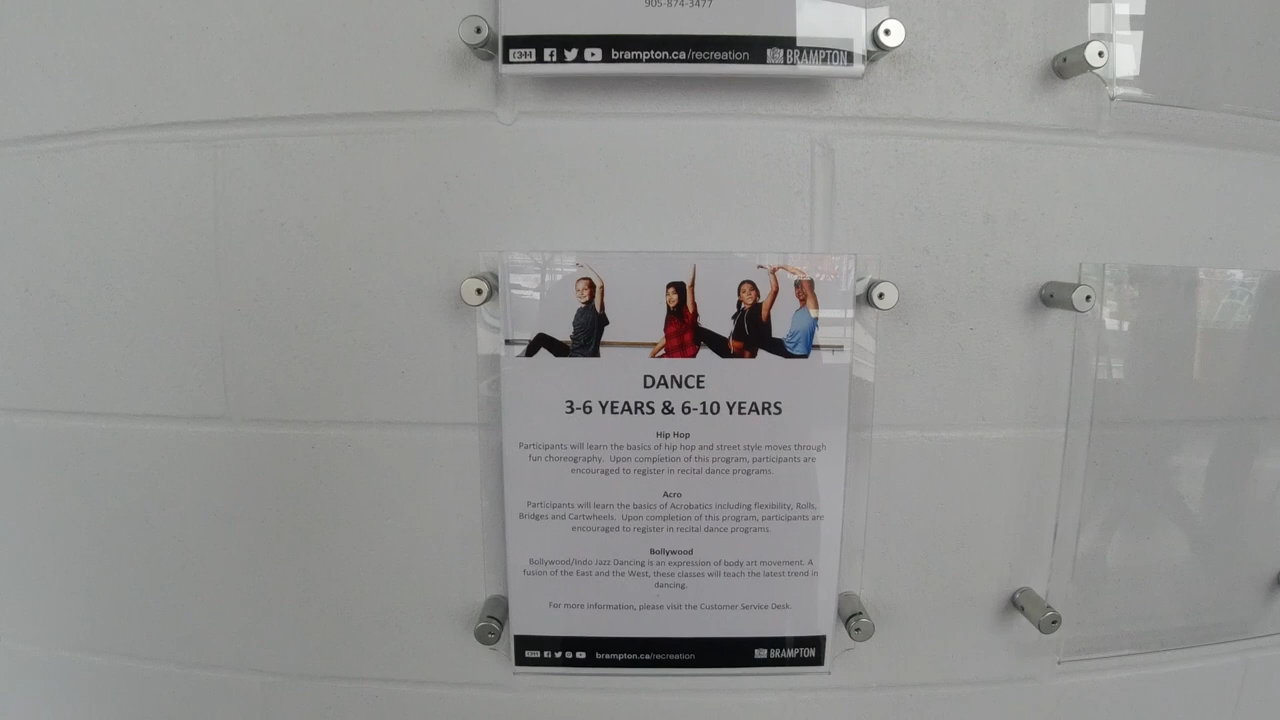 905-874-3477
311 brampton.ca/recreation BRAMPTON
DANCE
3-6 YEARS & 6-10 YEARS
Hip Hop
Participants will learn the basics of hip hop and street style moves through
fun choreography. Upon completion of this program, participants are
encouraged to register in recital dance programs.
Acro
Participants will learn the basics of Acrobatics including flexibility, Rolls,
Bridges and Cartwheels. Upon completion of this program, participants are
encouraged to register in recital dance programs.
Bollywood
Bollywood/Indo Jazz Dancing is an expression of body art movement. A
fusion of the East and the West, these classes will teach the latest trend in
dancing.
For more information, please visit the Customer Service Desk.
311 brampton.ca/recreation BRAMPTON